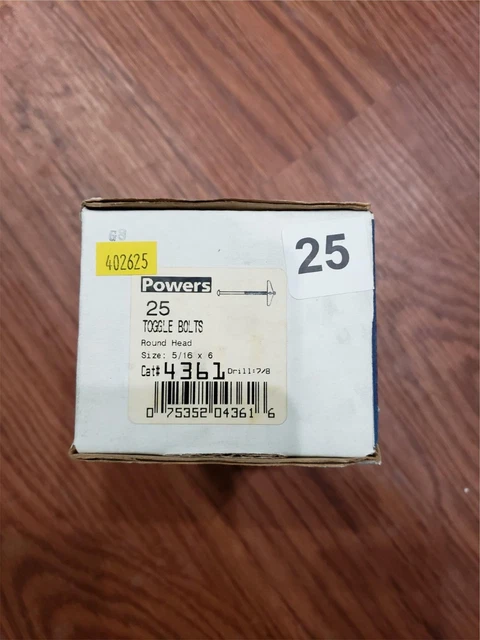 402625
25
Powers
25
TOGGLE BOLTS
Round Head
Size: 5/16 x 6
Cat# 4361 Drill:7/8
0 75352 04361 6